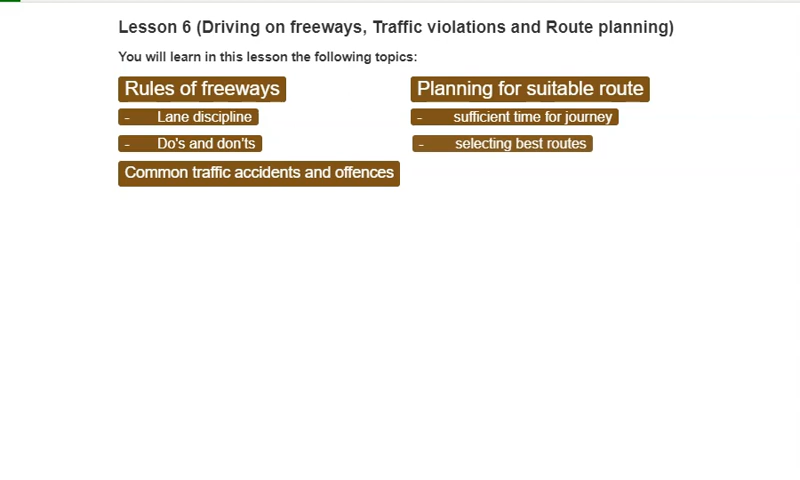 Lesson 6 (Driving on freeways, Traffic violations and Route planning)
You will learn in this lesson the following topics:
Rules of freeways
- Lane discipline
- Do's and don'ts
Common traffic accidents and offences
Planning for suitable route
- sufficient time for journey
- selecting best routes